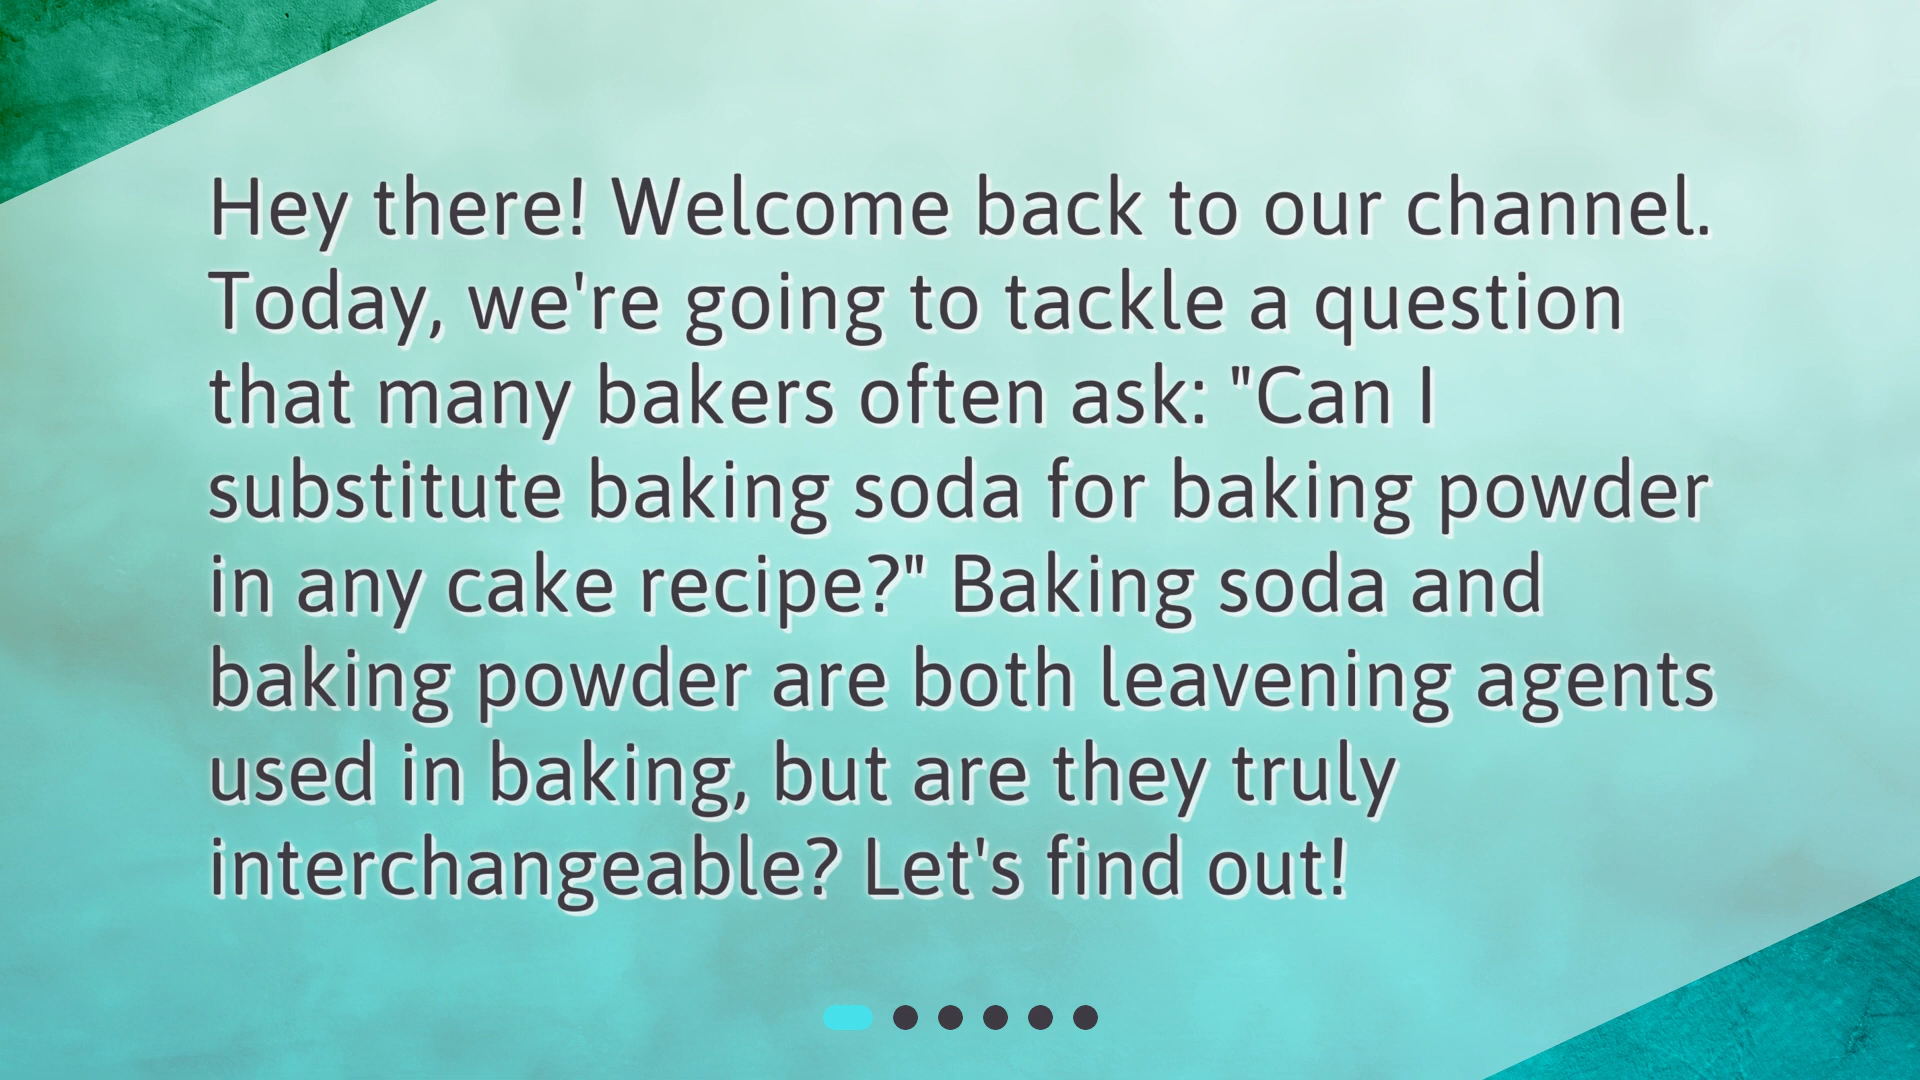 Hey there! Welcome back to our channel.
Today, we're going to tackle a question
that many bakers often ask: "Can I
substitute baking soda for baking powder
in any cake recipe?" Baking soda and
baking powder are both leavening agents
used in baking, but are they truly
interchangeable? Let's find out!